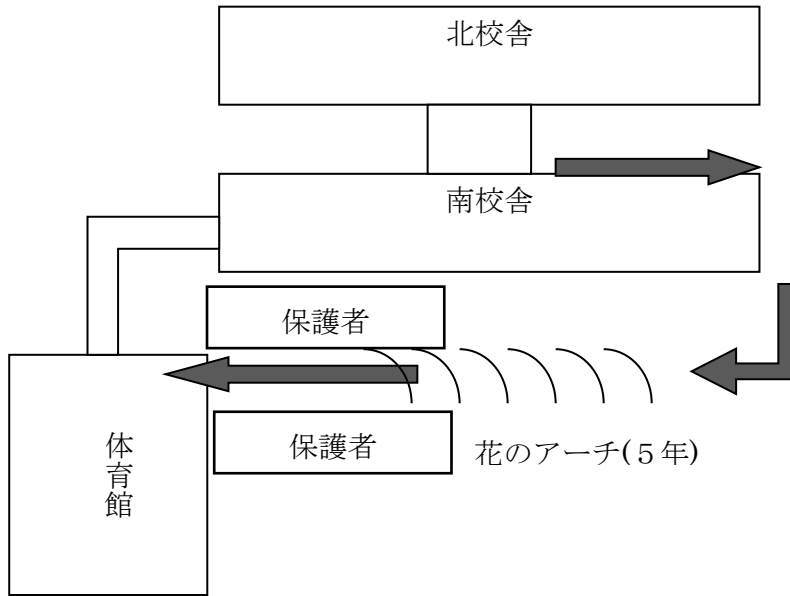 北校舎
南校舎
保護者
保護者
花のアーチ(５年)
体育館